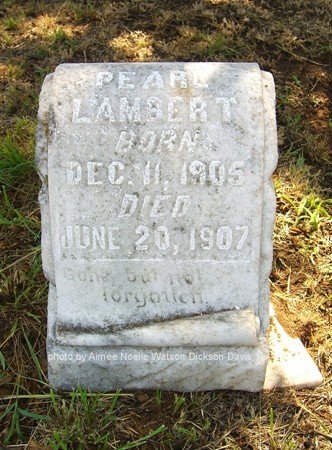 PEARL
LAMBERT
BORN
DEC. 11, 1905
DIED
JUNE 20, 1907
Gone, but not
forgotten.
photo by Aimee Noelle Watson Dickson Davis